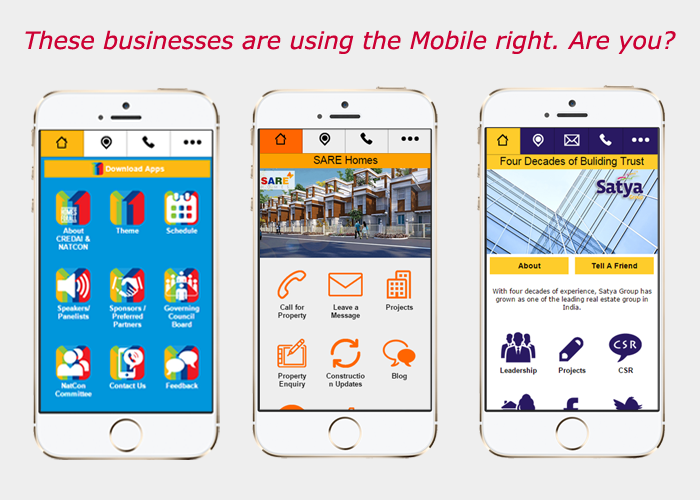 These businesses are using the Mobile right. Are you?
Download Apps
About
CREDAI &
NATCON
Theme
Schedule
Speakers/
Panelists
Sponsors /
Preferred
Partners
Governing
Council
Board
NatCon
Committee
Contact Us
Feedback
SARE Homes
SARE
Call for
Property
Leave a
Message
Projects
Property
Enquiry
Constructio
n Updates
Blog
Four Decades of Buliding Trust
Satya
About
Tell A Friend
With four decades of experience, Satya Group has
grown as one of the leading real estate group in
India.
Leadership
Projects
CSR
CSR